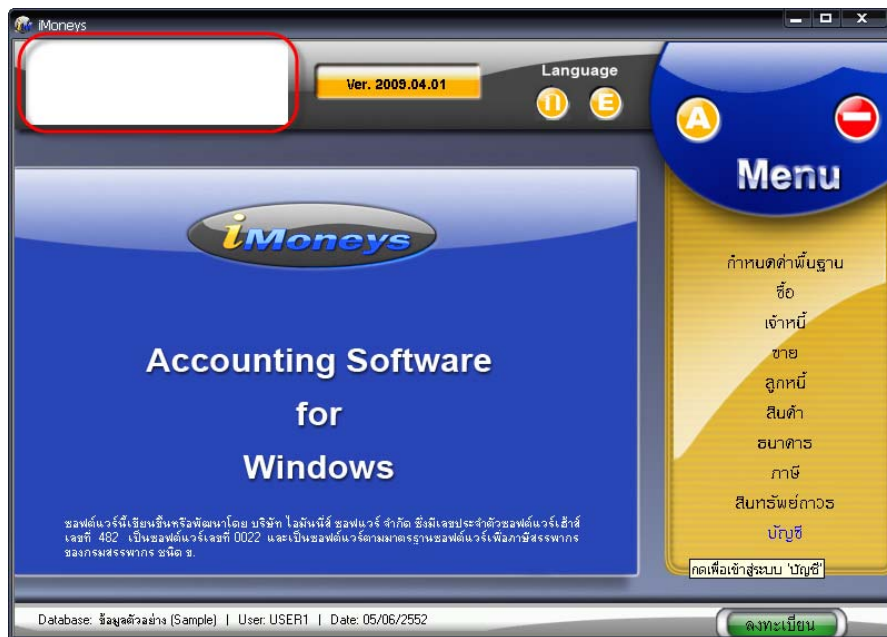 iMoneys
Ver. 2009.04.01
Language
ก E
A
Menu
iMoneys
Accounting Software
for
Windows
ซอฟต์แวร์นี้เขียนขึ้นหรือพัฒนาโดย บริษัท ไอมันนี่ส์ ซอฟแวร์ จำกัด ซึ่งมีเลขประจำตัวซอฟต์แวร์เฮ้าส์
เลขที่ 482 เป็นซอฟต์แวร์เลขที่ 0022 และเป็นซอฟต์แวร์ตามมาตรฐานซอฟต์แวร์เพื่อภาษีสรรพากร
ของกรมสรรพากร ชนิด ข.
กำหนดค่าพื้นฐาน
ซื้อ
เจ้าหนี้
ขาย
ลูกหนี้
สินค้า
ธนาคาร
ภาษี
สินทรัพย์ถาวร
บัญชี
กดเพื่อเข้าสู่ระบบ 'บัญชี'
Database: ข้อมูลตัวอย่าง (Sample) | User: USER1 | Date: 05/06/2552
ลงทะเบียน